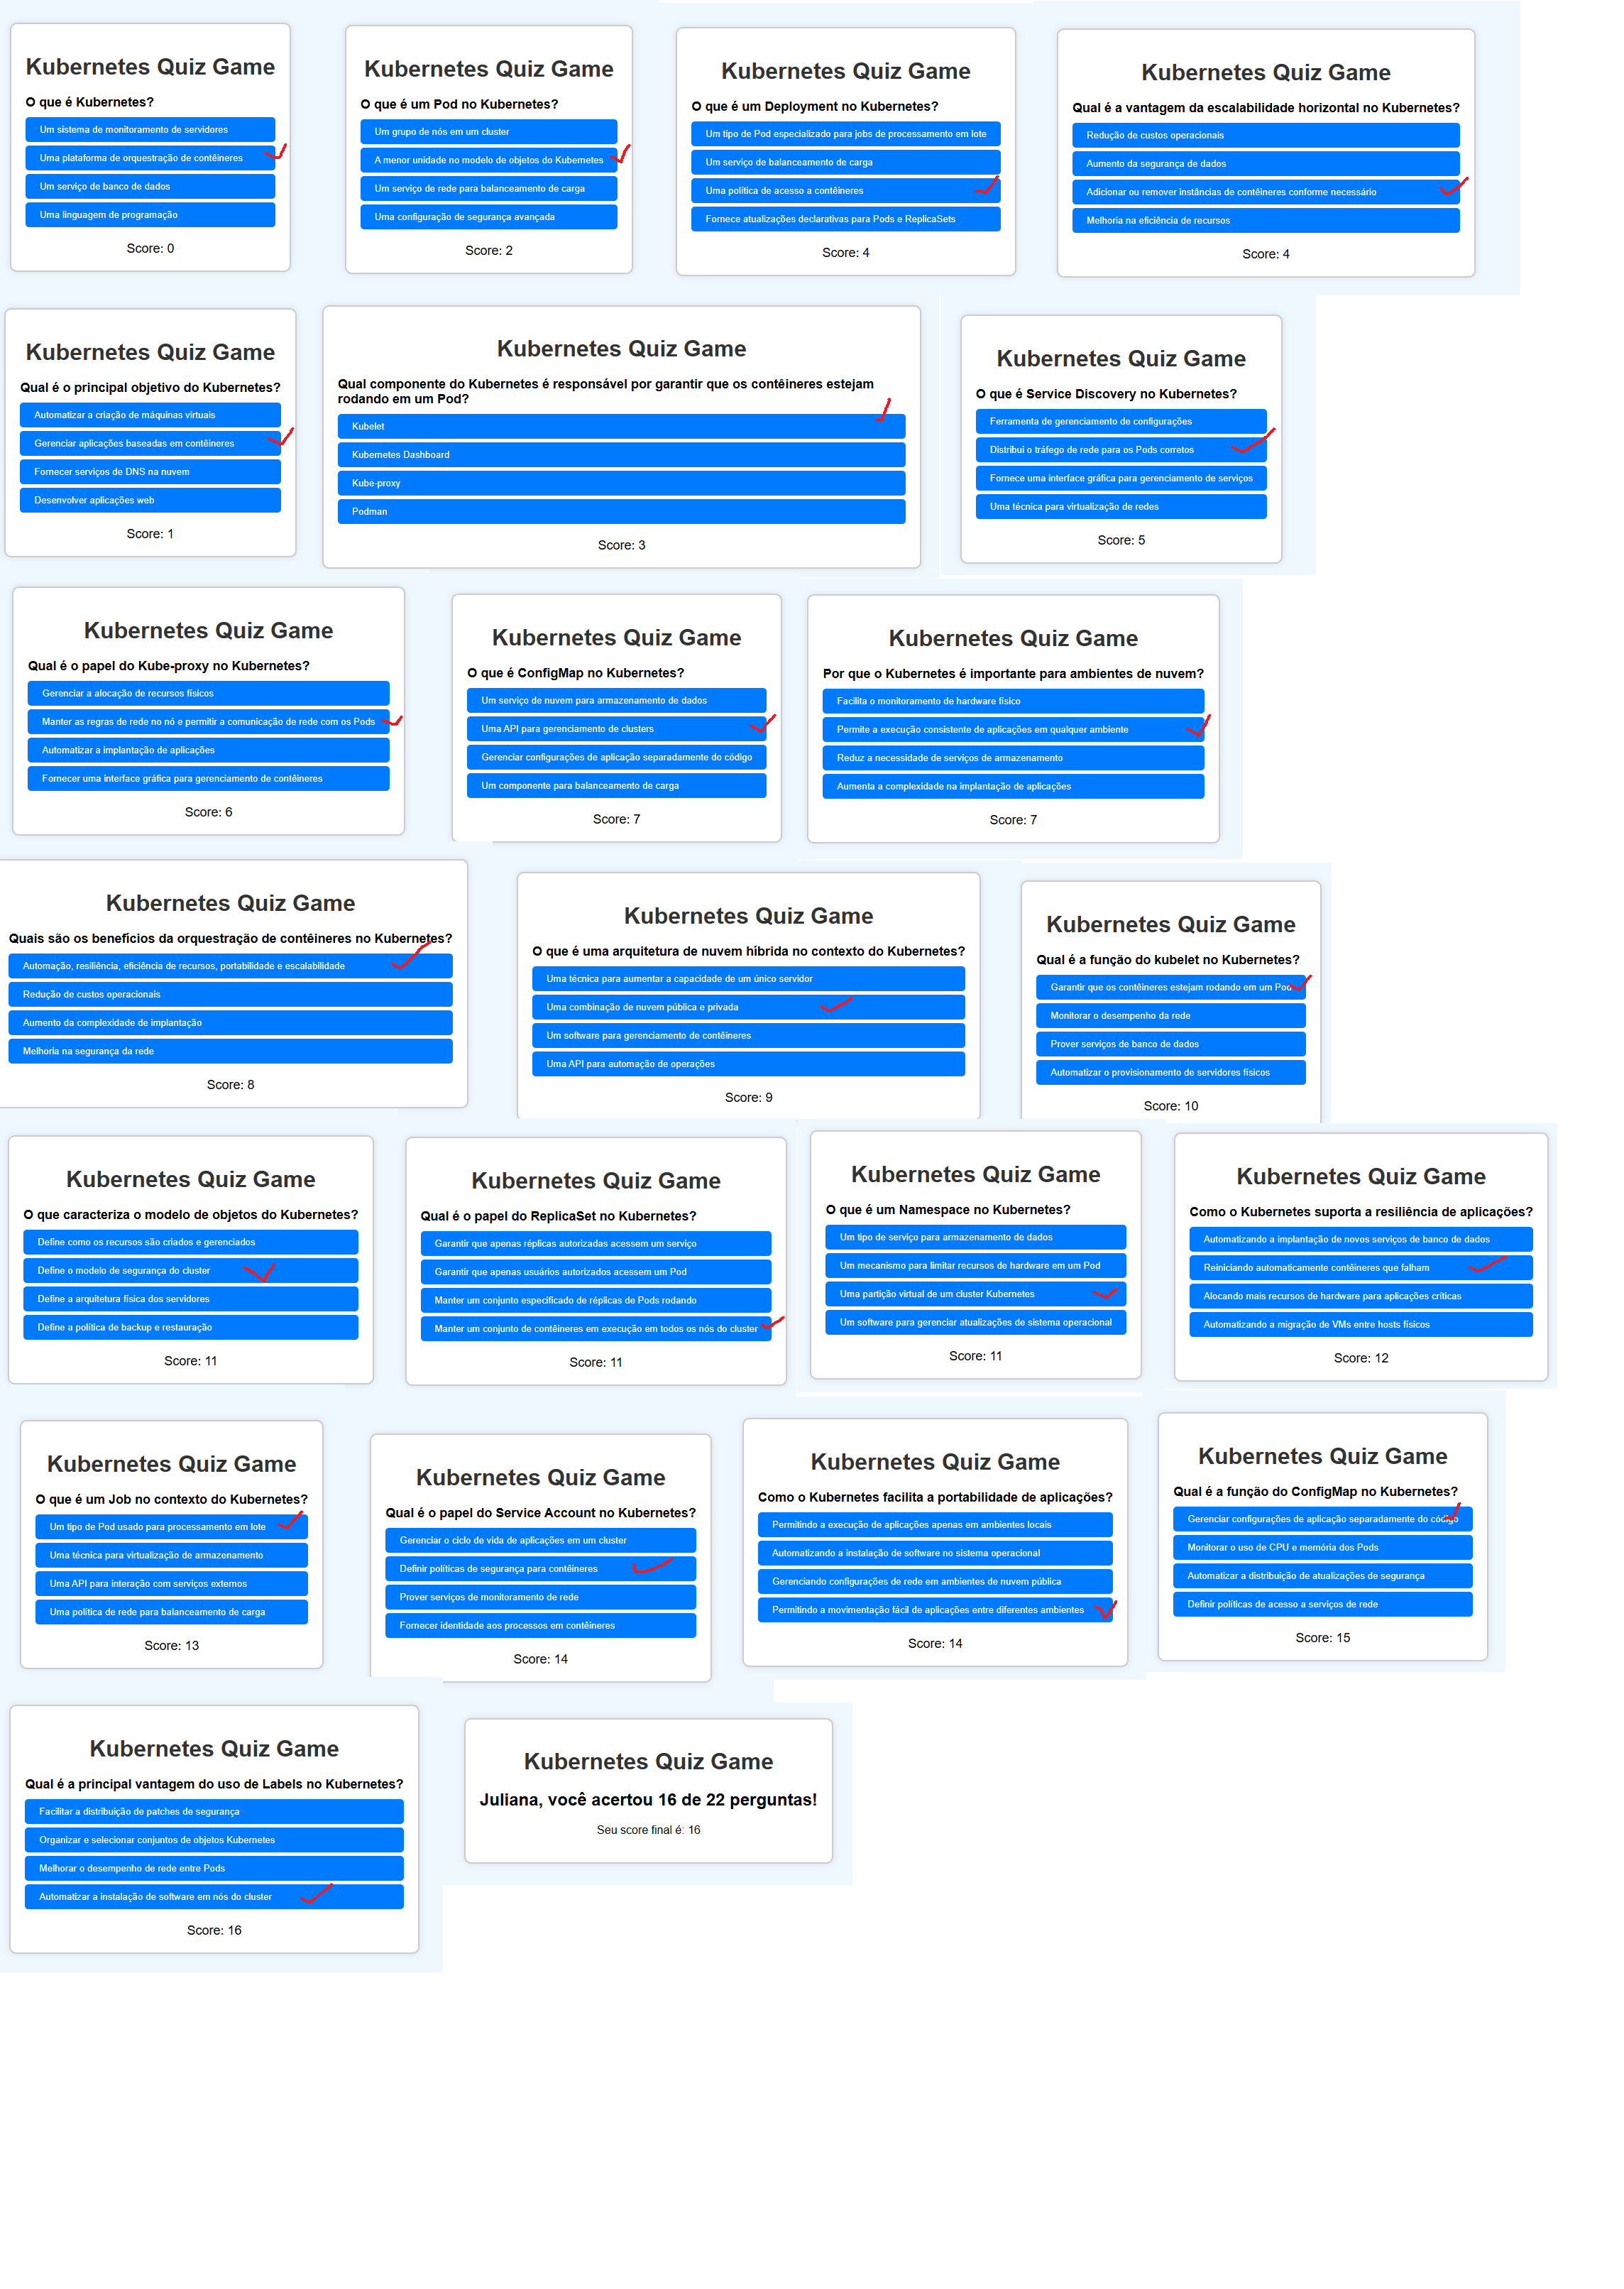 Kubernetes Quiz Game
O que é Kubernetes?
Um sistema de monitoramento de servidores
Uma plataforma de orquestração de contêineres
Um serviço de banco de dados
Uma linguagem de programação
Score: 0
Kubernetes Quiz Game
O que é um Pod no Kubernetes?
Um grupo de nós em um cluster
A menor unidade no modelo de objetos do Kubernetes
Um serviço de rede para balanceamento de carga
Uma configuração de segurança avançada
Score: 2
Kubernetes Quiz Game
O que é um Deployment no Kubernetes?
Um tipo de Pod especializado para jobs de processamento em lote
Um serviço de balanceamento de carga
Uma política de acesso a contêineres
Fornece atualizações declarativas para Pods e ReplicaSets
Score: 4
Kubernetes Quiz Game
Qual é a vantagem da escalabilidade horizontal no Kubernetes?
Redução de custos operacionais
Aumento da segurança de dados
Adicionar ou remover instâncias de contêineres conforme necessário
Melhoria na eficiência de recursos
Score: 4
Kubernetes Quiz Game
Qual é o principal objetivo do Kubernetes?
Automatizar a criação de máquinas virtuais
Gerenciar aplicações baseadas em contêineres
Fornecer serviços de DNS na nuvem
Desenvolver aplicações web
Score: 1
Kubernetes Quiz Game
Qual componente do Kubernetes é responsável por garantir que os contêineres estejam
rodando em um Pod?
Kubelet
Kubernetes Dashboard
Kube-proxy
Podman
Score: 3
Kubernetes Quiz Game
O que é Service Discovery no Kubernetes?
Ferramenta de gerenciamento de configurações
Distribui o tráfego de rede para os Pods corretos
Fornece uma interface gráfica para gerenciamento de serviços
Uma técnica para virtualização de redes
Score: 5
Kubernetes Quiz Game
Qual é o papel do Kube-proxy no Kubernetes?
Gerenciar a alocação de recursos físicos
Manter as regras de rede no nó e permitir a comunicação de rede com os Pods
Automatizar a implantação de aplicações
Fornecer uma interface gráfica para gerenciamento de contêineres
Score: 6
Kubernetes Quiz Game
O que é ConfigMap no Kubernetes?
Um serviço de nuvem para armazenamento de dados
Uma API para gerenciamento de clusters
Gerenciar configurações de aplicação separadamente do código
Um componente para balanceamento de carga
Score: 7
Kubernetes Quiz Game
Por que o Kubernetes é importante para ambientes de nuvem?
Facilita o monitoramento de hardware físico
Permite a execução consistente de aplicações em qualquer ambiente
Reduz a necessidade de serviços de armazenamento
Aumenta a complexidade na implantação de aplicações
Score: 7
Kubernetes Quiz Game
Quais são os benefícios da orquestração de contêineres no Kubernetes?
Automação, resiliência, eficiência de recursos, portabilidade e escalabilidade
Redução de custos operacionais
Aumento da complexidade de implantação
Melhoria na segurança da rede
Score: 8
Kubernetes Quiz Game
O que é uma arquitetura de nuvem híbrida no contexto do Kubernetes?
Uma técnica para aumentar a capacidade de um único servidor
Uma combinação de nuvem pública e privada
Um software para gerenciamento de contêineres
Uma API para automação de operações
Score: 9
Kubernetes Quiz Game
Qual é a função do kubelet no Kubernetes?
Garantir que os contêineres estejam rodando em um Pod
Monitorar o desempenho da rede
Prover serviços de banco de dados
Automatizar o provisionamento de servidores físicos
Score: 10
Kubernetes Quiz Game
O que caracteriza o modelo de objetos do Kubernetes?
Define como os recursos são criados e gerenciados
Define o modelo de segurança do cluster
Define a arquitetura física dos servidores
Define a política de backup e restauração
Score: 11
Kubernetes Quiz Game
Qual é o papel do ReplicaSet no Kubernetes?
Garantir que apenas réplicas autorizadas acessem um serviço
Garantir que apenas usuários autorizados acessem um Pod
Manter um conjunto especificado de réplicas de Pods rodando
Manter um conjunto de contêineres em execução em todos os nós do cluster
Score: 11
Kubernetes Quiz Game
O que é um Namespace no Kubernetes?
Um tipo de serviço para armazenamento de dados
Um mecanismo para limitar recursos de hardware em um Pod
Uma partição virtual de um cluster Kubernetes
Um software para gerenciar atualizações de sistema operacional
Score: 11
Kubernetes Quiz Game
Como o Kubernetes suporta a resiliência de aplicações?
Automatizando a implantação de novos serviços de banco de dados
Reiniciando automaticamente contêineres que falham
Alocando mais recursos de hardware para aplicações críticas
Automatizando a migração de VMs entre hosts físicos
Score: 12
Kubernetes Quiz Game
O que é um Job no contexto do Kubernetes?
Um tipo de Pod usado para processamento em lote
Uma técnica para virtualização de armazenamento
Uma API para interação com serviços externos
Uma política de rede para balanceamento de carga
Score: 13
Kubernetes Quiz Game
Qual é o papel do Service Account no Kubernetes?
Gerenciar o ciclo de vida de aplicações em um cluster
Definir políticas de segurança para contêineres
Prover serviços de monitoramento de rede
Fornecer identidade aos processos em contêineres
Score: 14
Kubernetes Quiz Game
Como o Kubernetes facilita a portabilidade de aplicações?
Permitindo a execução de aplicações apenas em ambientes locais
Automatizando a instalação de software no sistema operacional
Gerenciando configurações de rede em ambientes de nuvem pública
Permitindo a movimentação fácil de aplicações entre diferentes ambientes
Score: 14
Kubernetes Quiz Game
Qual é a função do ConfigMap no Kubernetes?
Gerenciar configurações de aplicação separadamente do código
Monitorar o uso de CPU e memória dos Pods
Automatizar a distribuição de atualizações de segurança
Definir políticas de acesso a serviços de rede
Score: 15
Kubernetes Quiz Game
Qual é a principal vantagem do uso de Labels no Kubernetes?
Facilitar a distribuição de patches de segurança
Organizar e selecionar conjuntos de objetos Kubernetes
Melhorar o desempenho de rede entre Pods
Automatizar a instalação de software em nós do cluster
Score: 16
Kubernetes Quiz Game
Juliana, você acertou 16 de 22 perguntas!
Seu score final é: 16